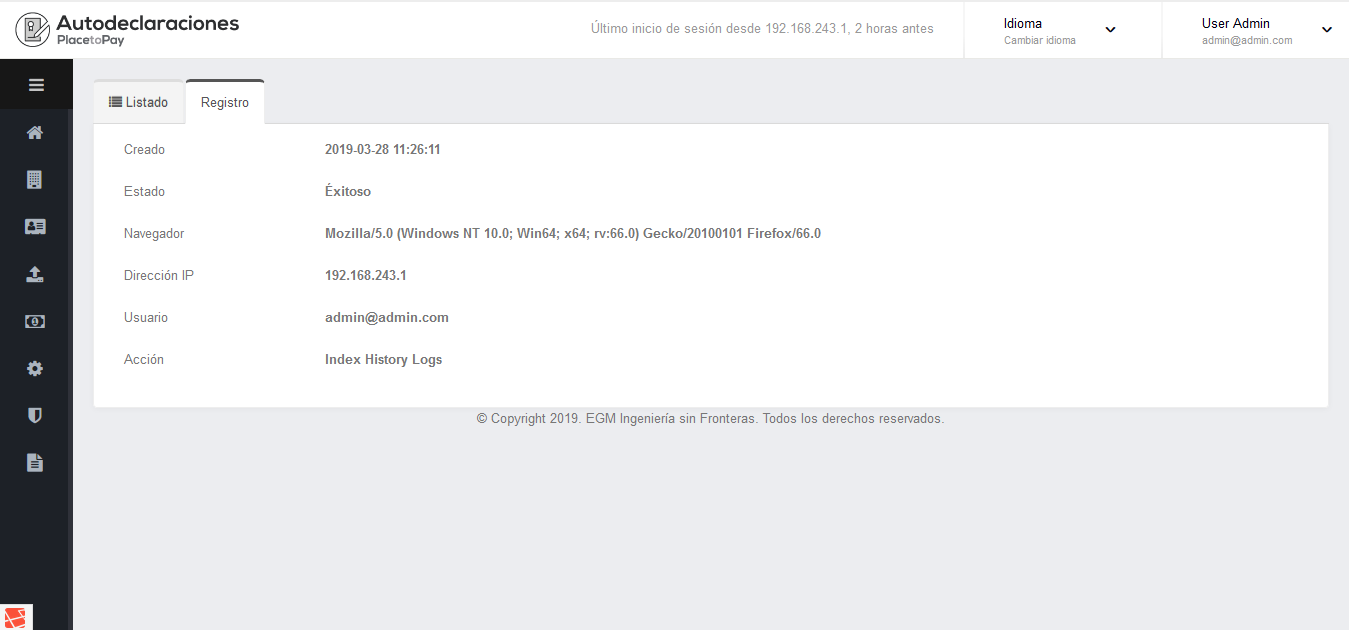 Autodeclaraciones
PlacetoPay
Último inicio de sesión desde 192.168.243.1, 2 horas antes
Idioma
Cambiar idioma
User Admin
admin@admin.com
Listado
Registro
Creado 2019-03-28 11:26:11
Estado Éxitoso
Navegador Mozilla/5.0 (Windows NT 10.0; Win64; x64; rv:66.0) Gecko/20100101 Firefox/66.0
Dirección IP 192.168.243.1
Usuario admin@admin.com
Acción Index History Logs
© Copyright 2019. EGM Ingeniería sin Fronteras. Todos los derechos reservados.